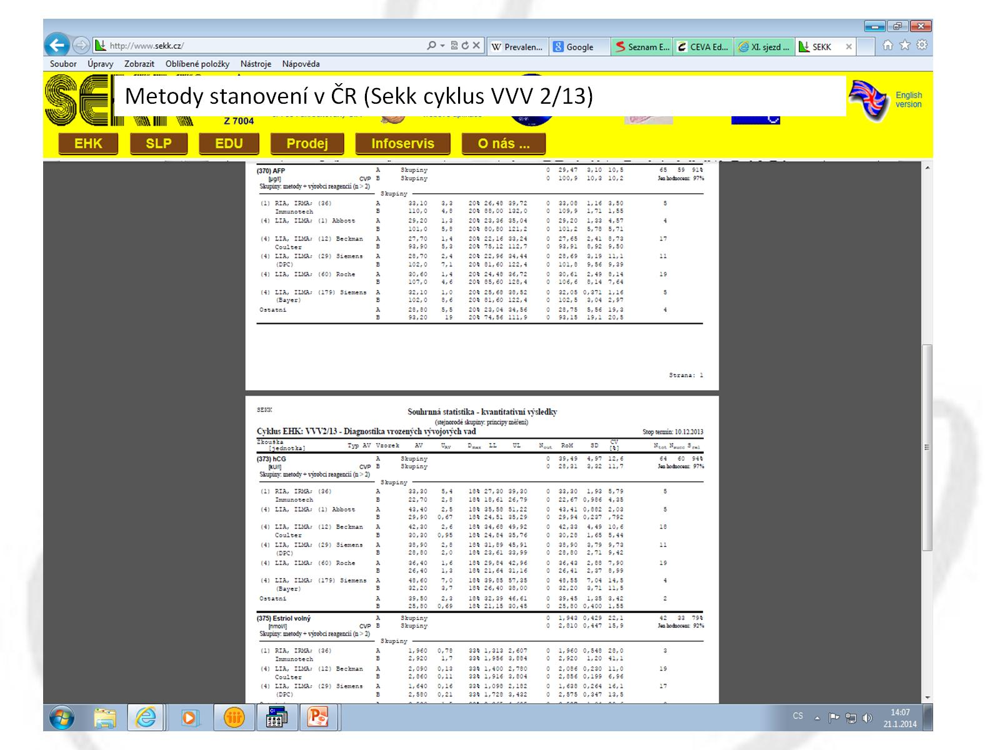 http://www.sekk.cz/
Prevalen... Google Seznam E... CEVA Ed... XI. sjezd ... SEKK
Soubor Úpravy Zobrazit Oblíbené položky Nástroje Nápověda
Metody stanovení v ČR (Sekk cyklus VVV 2/13)
English
version
Z 7004
EHK SLP EDU Prodej Infoservis O nás ...
(370) AFP A Skupiny 0 29,47 3,10 10,5 65 59 91%
[µg/l] CVP B Skupiny 0 100,9 10,3 10,2 Jen hodnocení: 97%
Skupiny: metody + výrobci reagencií (n > 2)
Skupiny
(1) RIA, IRMA; (36) A 33,10 3,3 20% 26,48 39,72 0 33,08 1,16 3,50 5
Immunotech B 110,0 4,8 20% 88,00 132,0 0 109,9 1,71 1,55
(4) LIA, ILMA; (1) Abbott A 29,20 1,3 20% 23,36 35,04 0 29,20 1,33 4,57 4
B 101,0 5,8 20% 80,80 121,2 0 101,2 5,78 5,71
(4) LIA, ILMA; (12) Beckman A 27,70 1,4 20% 22,16 33,24 0 27,65 2,41 8,73 17
Coulter B 93,90 5,3 20% 75,12 112,7 0 93,91 8,92 9,50
(4) LIA, ILMA; (29) Siemens A 28,70 2,4 20% 22,96 34,44 0 28,69 3,19 11,1 11
(DPC) B 102,0 7,1 20% 81,60 122,4 0 101,8 9,56 9,39
(4) LIA, ILMA; (60) Roche A 30,60 1,4 20% 24,48 36,72 0 30,61 2,49 8,14 19
B 107,0 4,6 20% 85,60 128,4 0 106,6 8,14 7,64
(4) LIA, ILMA; (179) Siemens A 32,10 1,0 20% 25,68 38,52 0 32,05 0,371 1,16 5
(Bayer) B 102,0 8,6 20% 81,60 122,4 0 102,5 3,04 2,97
Ostatní A 28,80 5,5 20% 23,04 34,56 0 28,75 5,56 19,3 4
B 93,20 19 20% 74,56 111,9 0 93,15 19,1 20,5
Strana: 1
SEKK
Souhrnná statistika - kvantitativní výsledky
(stejnorodé skupiny: principy měření)
Cyklus EHK: VVV2/13 - Diagnostika vrozených vývojových vad Stop termín: 10.12.2013
Zkouška Typ AV Vzorek AV UAV Dmax LL UL Nout RoM SD CV Ntot Nsucc Srel
[jednotka] [%]
(373) hCG A Skupiny 0 39,49 4,97 12,6 64 60 94%
[kU/l] CVP B Skupiny 0 28,31 3,32 11,7 Jen hodnocení: 97%
Skupiny: metody + výrobci reagencií (n > 2)
Skupiny
(1) RIA, IRMA; (36) A 33,30 5,4 18% 27,30 39,30 0 33,30 1,93 5,79 5
Immunotech B 22,70 2,8 18% 18,61 26,79 0 22,67 0,986 4,35
(4) LIA, ILMA; (1) Abbott A 43,40 2,5 18% 35,58 51,22 0 43,41 0,882 2,03 5
B 29,90 0,67 18% 24,51 35,29 0 29,94 0,237 ,792
(4) LIA, ILMA; (12) Beckman A 42,30 2,6 18% 34,68 49,92 0 42,33 4,49 10,6 18
Coulter B 30,30 0,95 18% 24,84 35,76 0 30,28 1,65 5,44
(4) LIA, ILMA; (29) Siemens A 38,90 2,8 18% 31,89 45,91 0 38,90 3,79 9,73 11
(DPC) B 28,80 2,0 18% 23,61 33,99 0 28,80 2,71 9,42
(4) LIA, ILMA; (60) Roche A 36,40 1,6 18% 29,84 42,96 0 36,43 2,88 7,90 19
B 26,40 1,3 18% 21,64 31,16 0 26,41 2,37 8,99
(4) LIA, ILMA; (179) Siemens A 48,60 7,0 18% 39,85 57,35 0 48,55 7,04 14,5 4
(Bayer) B 32,20 3,7 18% 26,40 38,00 0 32,20 3,71 11,5
Ostatní A 39,50 2,3 18% 32,39 46,61 0 39,45 1,35 3,42 2
B 25,80 0,69 18% 21,15 30,45 0 25,80 0,400 1,55
(375) Estriol volný A Skupiny 0 1,943 0,429 22,1 42 33 79%
[nmol/l] CVP B Skupiny 0 2,810 0,447 15,9 Jen hodnocení: 92%
Skupiny: metody + výrobci reagencií (n > 2)
Skupiny
(1) RIA, IRMA; (36) A 1,960 0,78 33% 1,313 2,607 0 1,960 0,548 28,0 3
Immunotech B 2,920 1,7 33% 1,956 3,884 0 2,920 1,20 41,1
(4) LIA, ILMA; (12) Beckman A 2,090 0,13 33% 1,400 2,780 0 2,086 0,230 11,0 19
Coulter B 2,860 0,11 33% 1,916 3,804 0 2,856 0,199 6,96
(4) LIA, ILMA; (29) Siemens A 1,640 0,16 33% 1,098 2,182 0 1,638 0,264 16,1 17
(DPC) B 2,580 0,21 33% 1,728 3,432 0 2,575 0,347 13,5
CS 14:07
21.1.2014